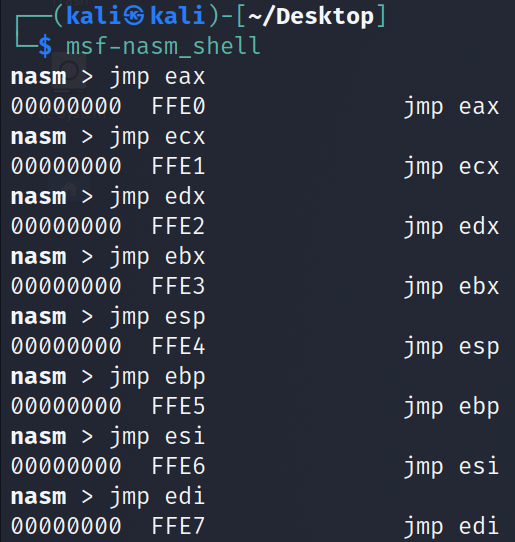 ┌──(kali㉿kali)-[~/Desktop]
└─$ msf-nasm_shell
nasm > jmp eax
00000000  FFE0              jmp eax
nasm > jmp ecx
00000000  FFE1              jmp ecx
nasm > jmp edx
00000000  FFE2              jmp edx
nasm > jmp ebx
00000000  FFE3              jmp ebx
nasm > jmp esp
00000000  FFE4              jmp esp
nasm > jmp ebp
00000000  FFE5              jmp ebp
nasm > jmp esi
00000000  FFE6              jmp esi
nasm > jmp edi
00000000  FFE7              jmp edi